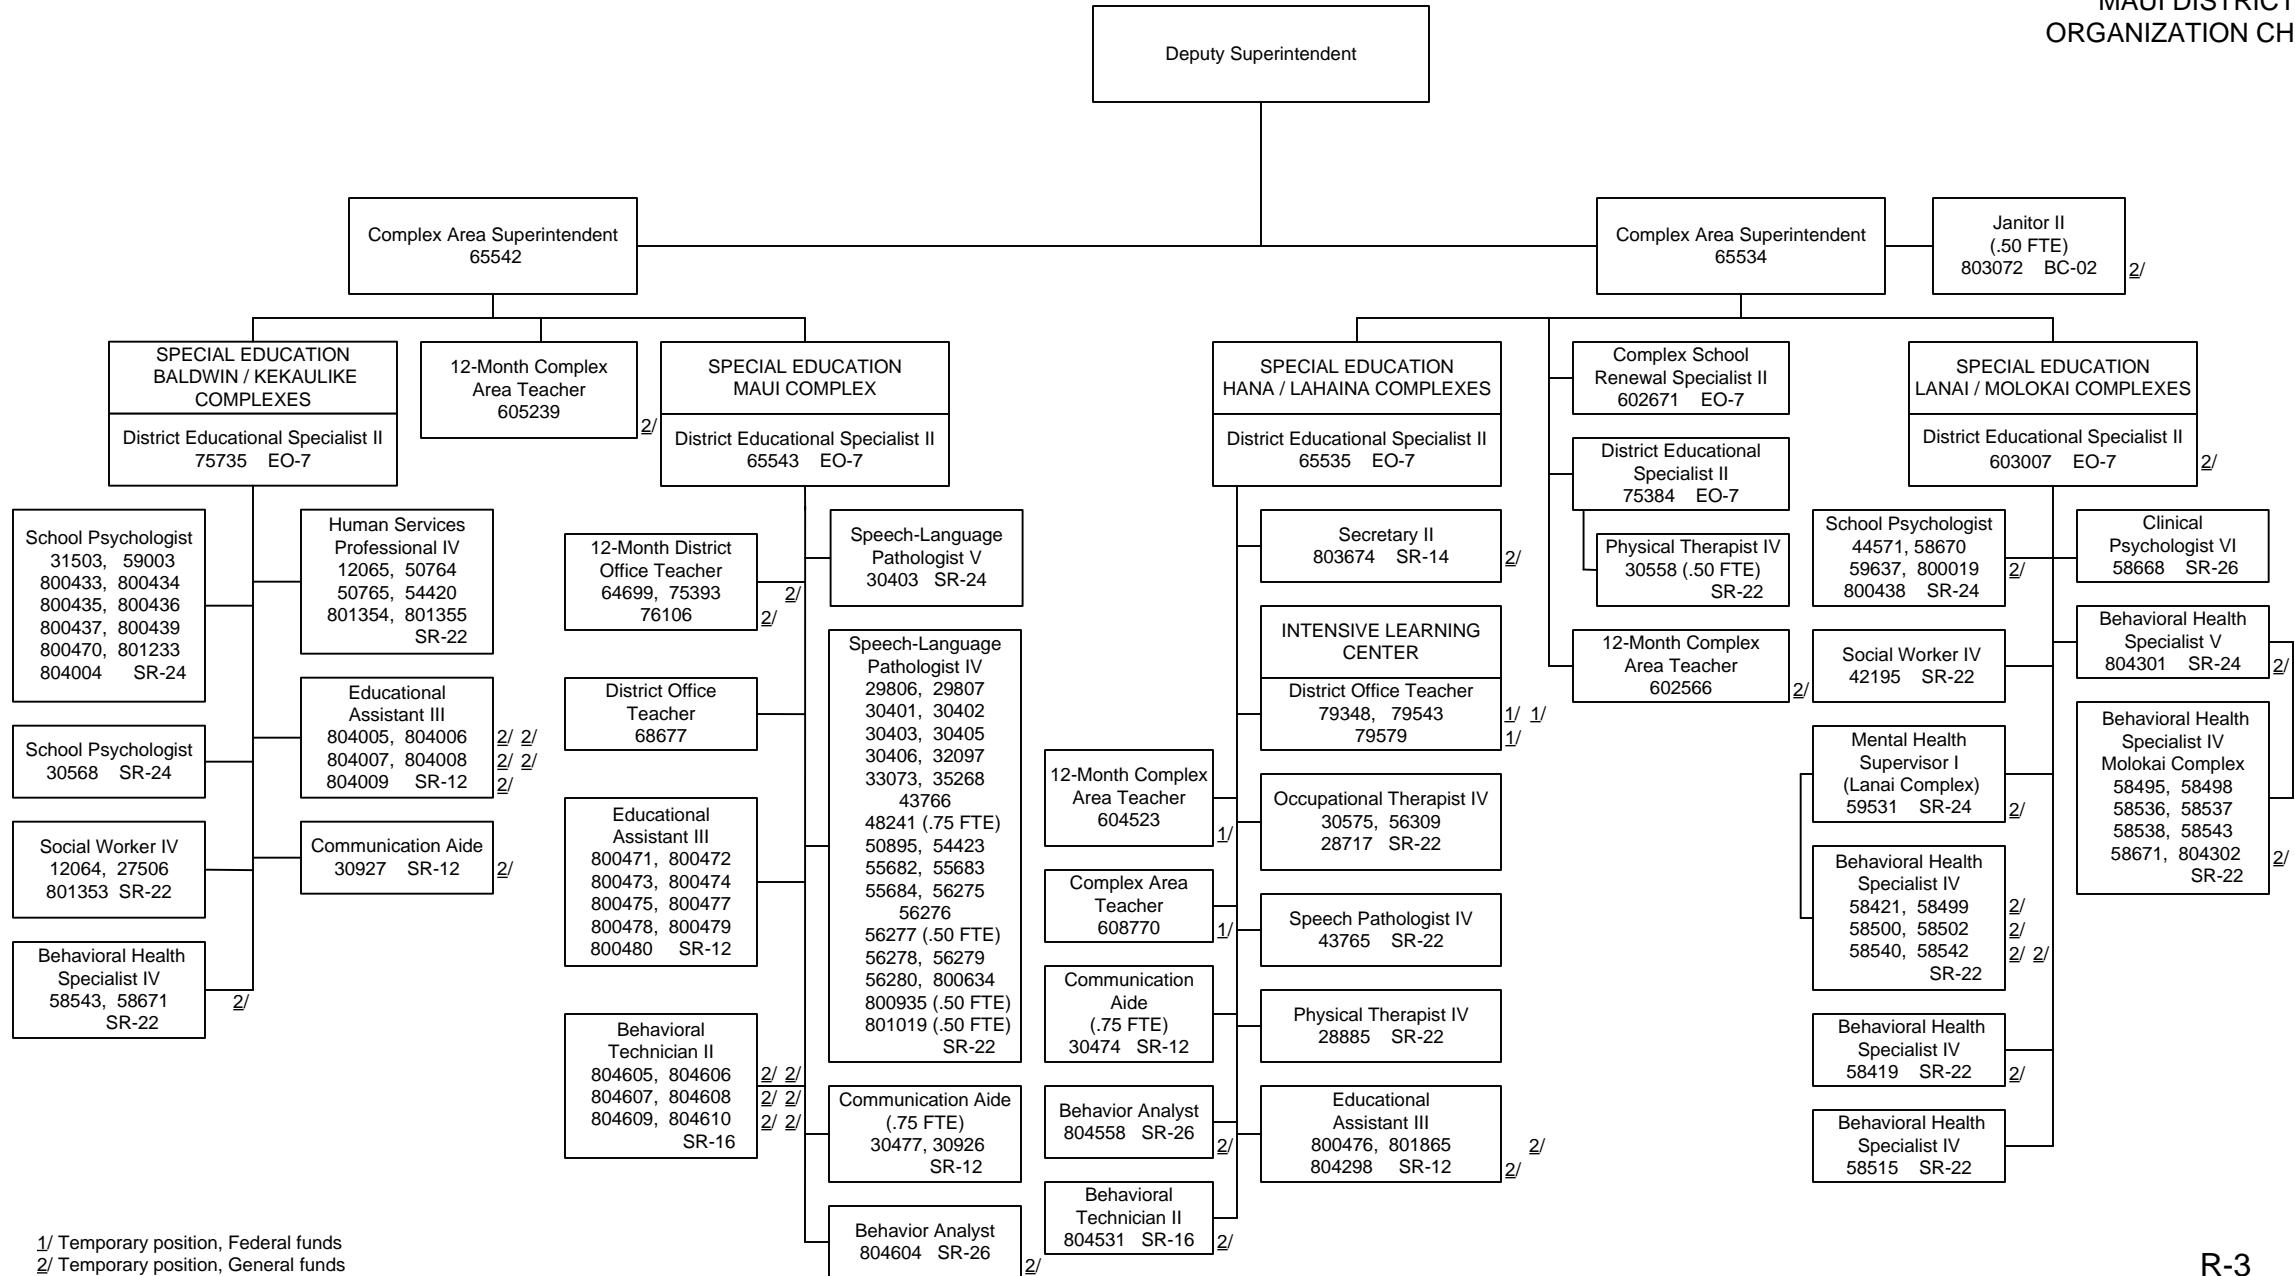 MAUI DISTRICT
ORGANIZATION CH
Deputy Superintendent
Complex Area Superintendent
65542
Complex Area Superintendent
65534
Janitor II
(.50 FTE)
803072 BC-02
2/
SPECIAL EDUCATION
BALDWIN / KEKAULIKE
COMPLEXES
District Educational Specialist II
75735 EO-7
12-Month Complex
Area Teacher
605239
2/
SPECIAL EDUCATION
MAUI COMPLEX
District Educational Specialist II
65543 EO-7
SPECIAL EDUCATION
HANA / LAHAINA COMPLEXES
District Educational Specialist II
65535 EO-7
Complex School
Renewal Specialist II
602671 EO-7
District Educational
Specialist II
75384 EO-7
Physical Therapist IV
30558 (.50 FTE)
SR-22
12-Month Complex
Area Teacher
602566
2/
SPECIAL EDUCATION
LANAI / MOLOKAI COMPLEXES
District Educational Specialist II
603007 EO-7
2/
School Psychologist
31503, 59003
800433, 800434
800435, 800436
800437, 800439
800470, 801233
804004 SR-24
School Psychologist
30568 SR-24
Social Worker IV
12064, 27506
801353 SR-22
Behavioral Health
Specialist IV
58543, 58671
SR-22
2/
Human Services
Professional IV
12065, 50764
50765, 54420
801354, 801355
SR-22
Educational
Assistant III
804005, 804006 2/ 2/
804007, 804008 2/ 2/
804009 SR-12 2/
Communication Aide
30927 SR-12 2/
12-Month District
Office Teacher
64699, 75393 2/
76106 2/
District Office
Teacher
68677
Educational
Assistant III
800471, 800472
800473, 800474
800475, 800477
800478, 800479
800480 SR-12
Behavioral
Technician II
804605, 804606 2/ 2/
804607, 804608 2/ 2/
804609, 804610 2/ 2/
SR-16
Speech-Language
Pathologist V
30403 SR-24
Speech-Language
Pathologist IV
29806, 29807
30401, 30402
30403, 30405
30406, 32097
33073, 35268
43766
48241 (.75 FTE)
50895, 54423
55682, 55683
55684, 56275
56276
56277 (.50 FTE)
56278, 56279
56280, 800634
800935 (.50 FTE)
801019 (.50 FTE)
SR-22
Communication Aide
(.75 FTE)
30477, 30926
SR-12
Behavior Analyst
804604 SR-26
2/
12-Month Complex
Area Teacher
604523
1/
Complex Area
Teacher
608770
1/
Communication
Aide
(.75 FTE)
30474 SR-12
Behavior Analyst
804558 SR-26
2/
Behavioral
Technician II
804531 SR-16
2/
Secretary II
803674 SR-14 2/
INTENSIVE LEARNING
CENTER
District Office Teacher
79348, 79543 1/ 1/
79579 1/
Occupational Therapist IV
30575, 56309
28717 SR-22
Speech Pathologist IV
43765 SR-22
Physical Therapist IV
28885 SR-22
Educational
Assistant III
800476, 801865 2/
804298 SR-12 2/
School Psychologist
44571, 58670
59637, 800019 2/
800438 SR-24
Social Worker IV
42195 SR-22
Mental Health
Supervisor I
(Lanai Complex)
59531 SR-24 2/
Behavioral Health
Specialist IV
58421, 58499 2/
58500, 58502 2/
58540, 58542 2/ 2/
SR-22
Behavioral Health
Specialist IV
58419 SR-22 2/
Behavioral Health
Specialist IV
58515 SR-22
Clinical
Psychologist VI
58668 SR-26
Behavioral Health
Specialist V
804301 SR-24 2/
Behavioral Health
Specialist IV
Molokai Complex
58495, 58498
58536, 58537
58538, 58543
58671, 804302 2/
SR-22
1/ Temporary position, Federal funds
2/ Temporary position, General funds
R-3